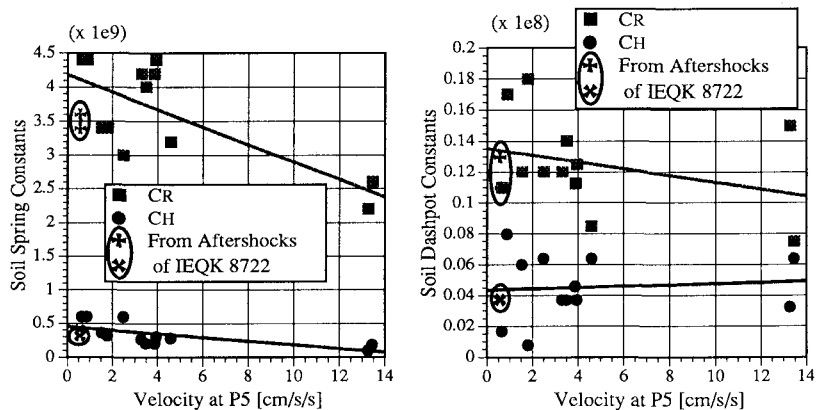 (x 1e9)
Soil Spring Constants
4.5
4
3.5
3
2.5
2
1.5
1
0.5
0
CR
CH
From Aftershocks
of IEQK 8722
0 2 4 6 8 10 12 14
Velocity at P5 [cm/s/s]
(x 1e8)
Soil Dashpot Constants
0.2
0.18
0.16
0.14
0.12
0.1
0.08
0.06
0.04
0.02
0
CR
CH
From Aftershocks
of IEQK 8722
0 2 4 6 8 10 12 14
Velocity at P5 [cm/s/s]